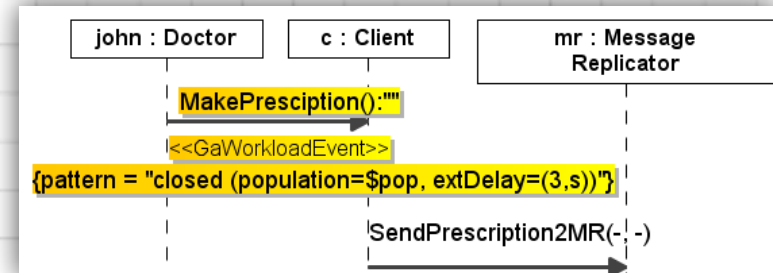 john : Doctor
c : Client
mr : Message
Replicator
MakePresciption():""
<<GaWorkloadEvent>>
{pattern = "closed (population=$pop, extDelay=(3,s))"}
SendPrescription2MR(-, -)